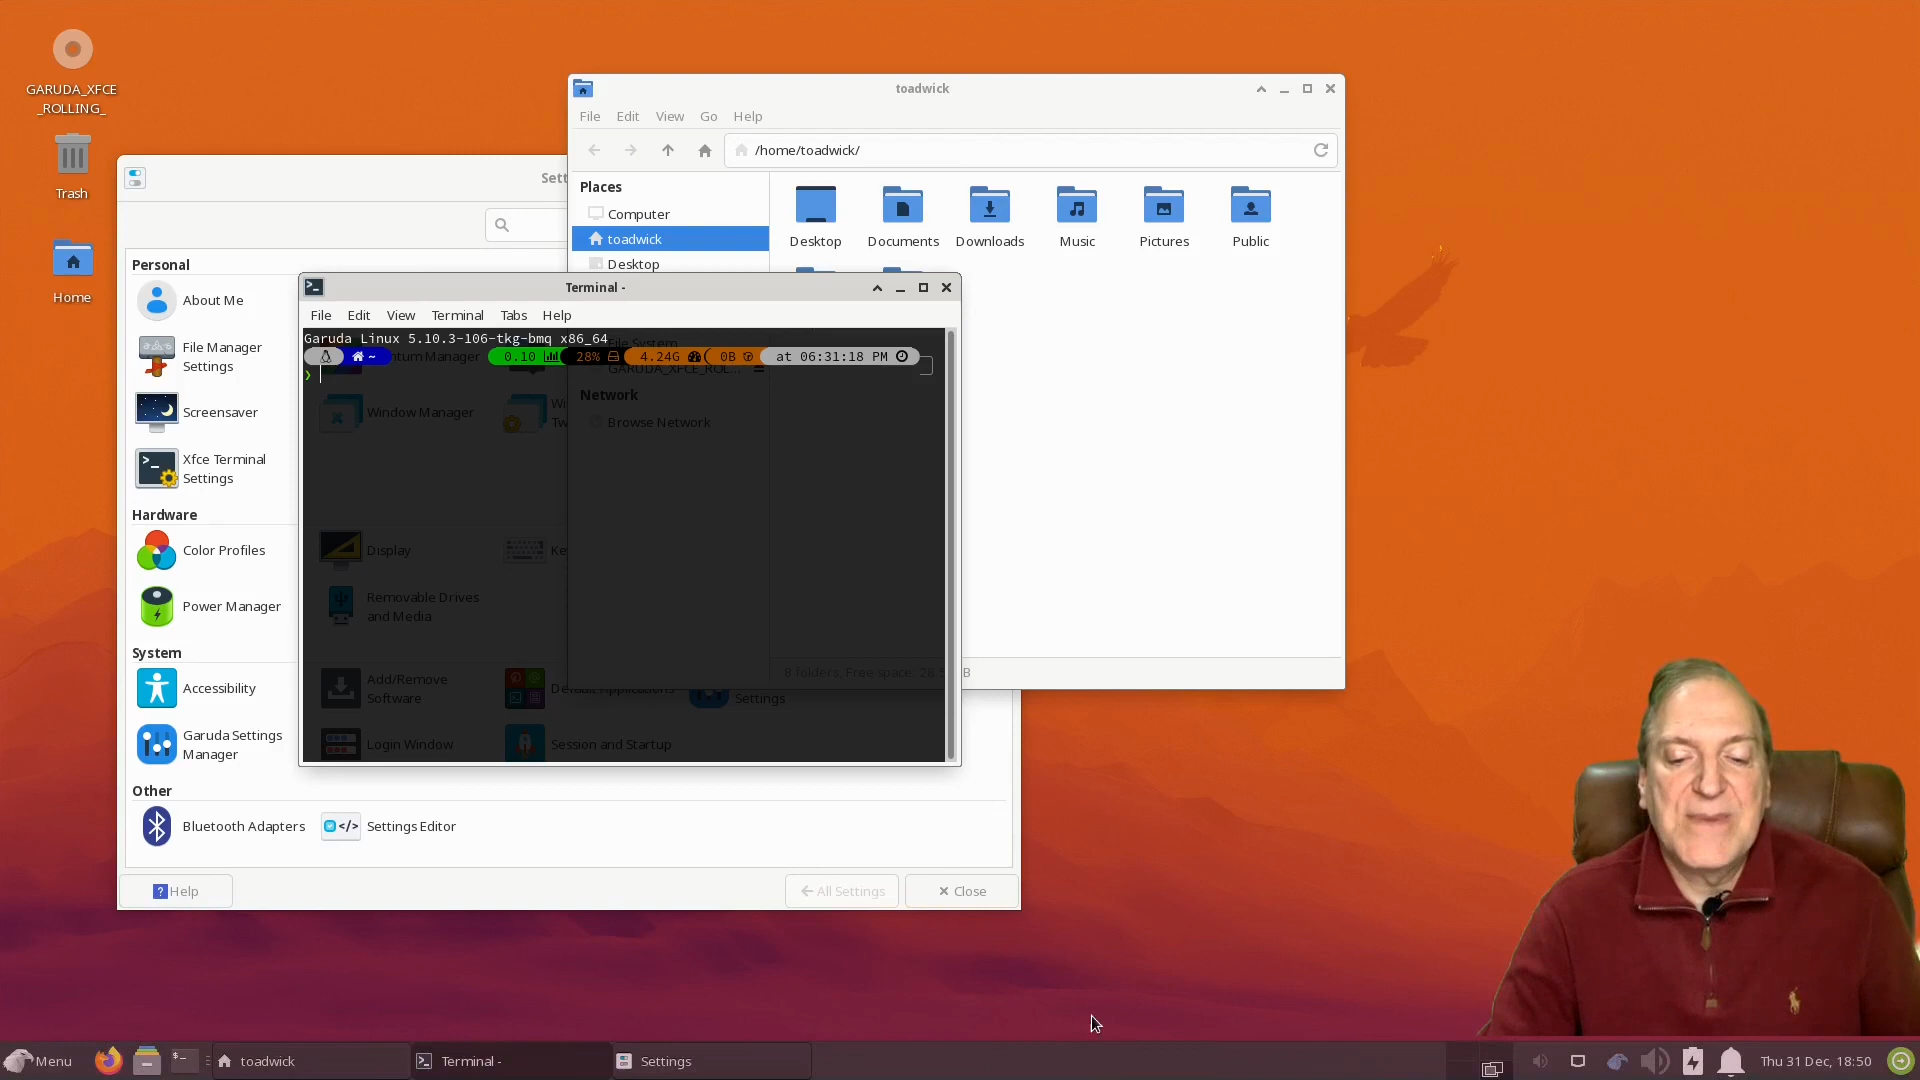 GARUDA_XFCE
_ROLLING_
Trash
Home
toadwick
File Edit View Go Help
/home/toadwick/
Places
Computer
toadwick
Desktop
Desktop Documents Downloads Music Pictures Public
8 folders, Free space: 28
Network
Browse Network
File System
GARUDA_XFCE_ROL...
Terminal -
File Edit View Terminal Tabs Help
Garuda Linux 5.10.3-106-tkg-bmq x86_64
~ 0.10 28% 4.24G 0B at 06:31:18 PM
❯
Sett
Personal
About Me
File Manager
Settings
Screensaver
Xfce Terminal
Settings
Window Manager
Hardware
Color Profiles
Display
Power Manager
Removable Drives
and Media
System
Accessibility
Add/Remove
Software
Settings
Garuda Settings
Manager
Login Window
Session and Startup
Other
Bluetooth Adapters
Settings Editor
Help
All Settings
Close
Menu
toadwick
Terminal -
Settings
Thu 31 Dec, 18:50